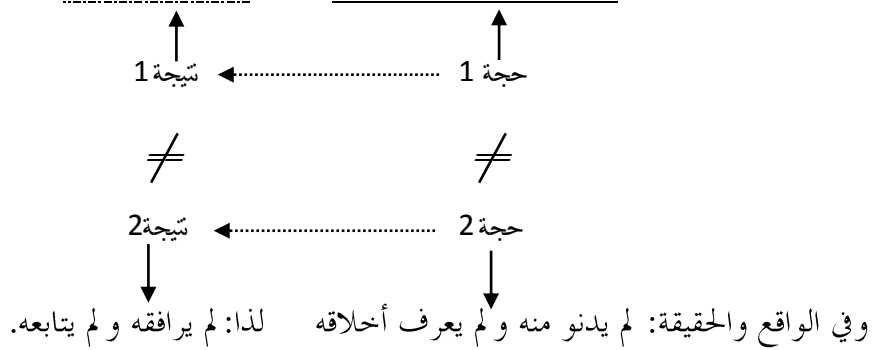 حجة 1 نتيجة 1
≠ ≠
حجة 2 نتيجة2
وفي الواقع والحقيقة: لم يدنو منه و لم يعرف أخلاقه لذا: لم يرافقه و لم يتابعه.